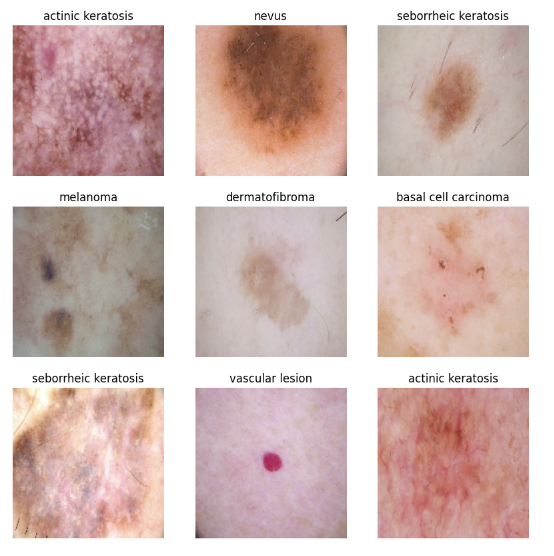 actinic keratosis
nevus
seborrheic keratosis
melanoma
dermatofibroma
basal cell carcinoma
seborrheic keratosis
vascular lesion
actinic keratosis